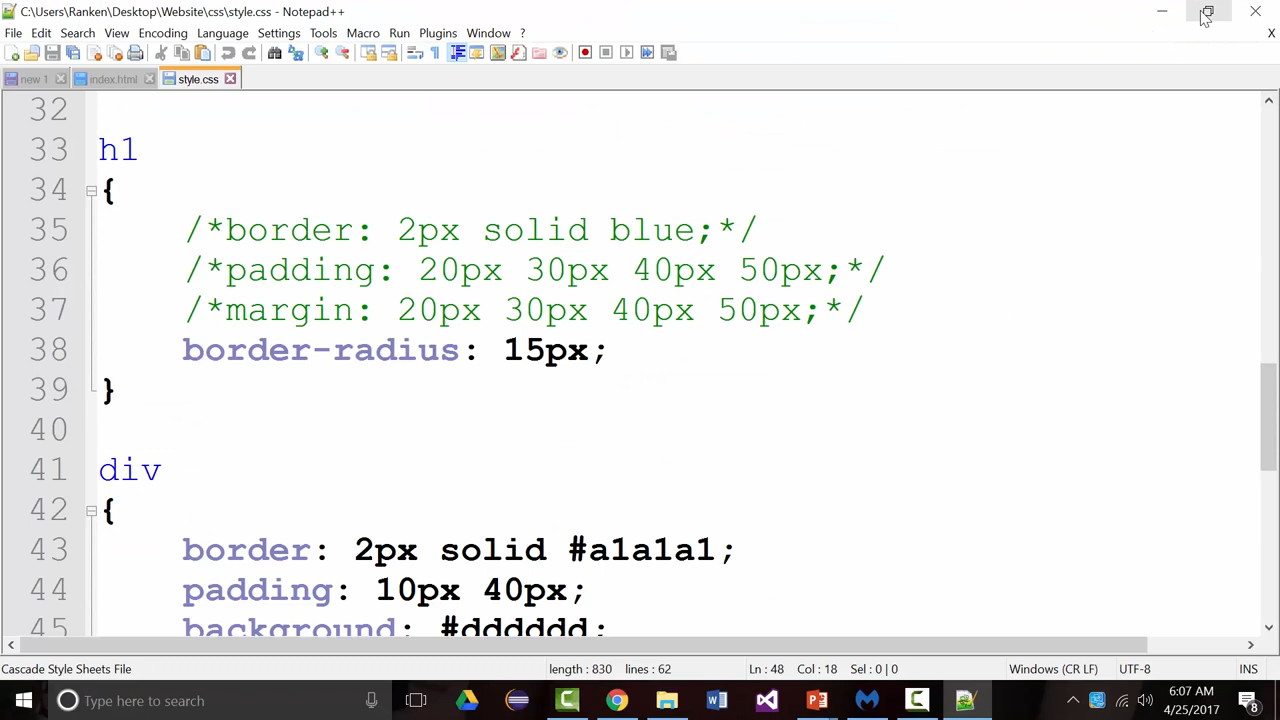 C:\Users\Ranken\Desktop\Website\css\style.css - Notepad++
File Edit Search View Encoding Language Settings Tools Macro Run Plugins Window ? X
new 1 index.html style.css
32
33 h1
34 {
35 /*border: 2px solid blue;*/
36 /*padding: 20px 30px 40px 50px;*/
37 /*margin: 20px 30px 40px 50px;*/
38 border-radius: 15px;
39 }
40
41 div
42 {
43 border: 2px solid #a1a1a1;
44 padding: 10px 40px;
45 background: #dddddd;
Cascade Style Sheets File length : 830 lines : 62 Ln : 48 Col : 18 Sel : 0 | 0 Windows (CR LF) UTF-8 INS
Type here to search
6:07 AM
4/25/2017
8